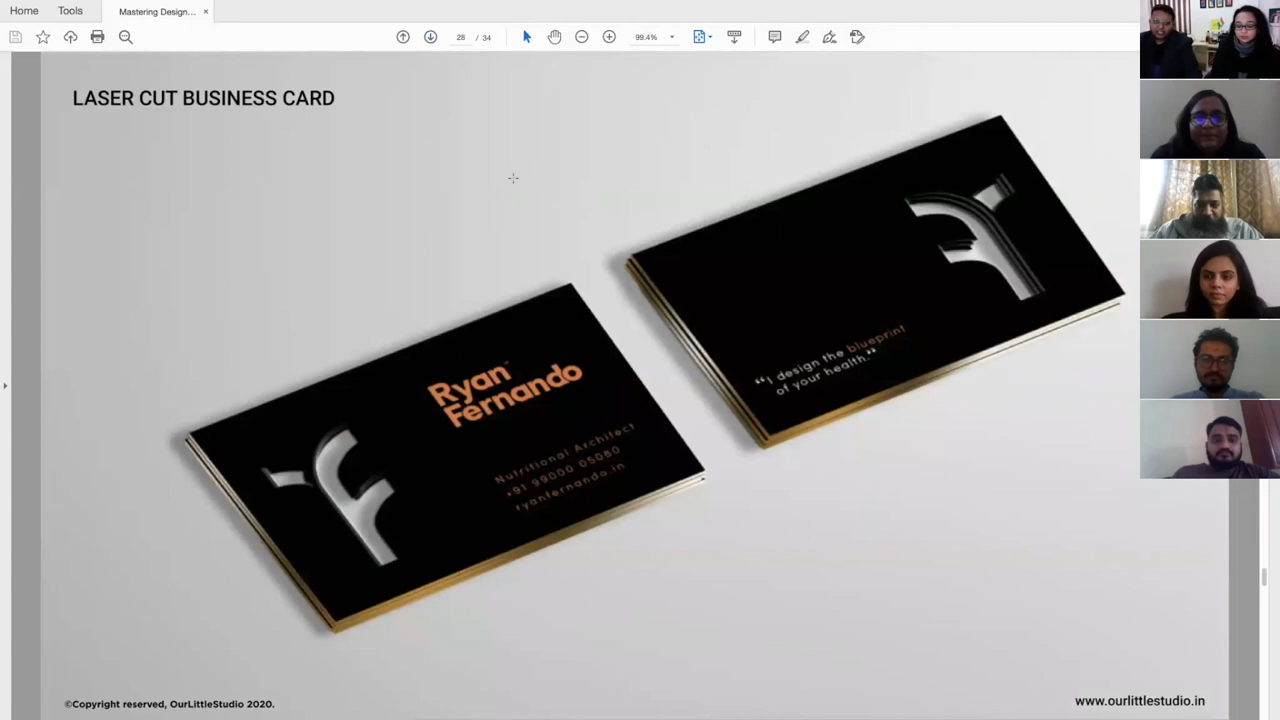 Home
Tools
Mastering Design... ×
28 / 34
99.4%
LASER CUT BUSINESS CARD
Ryan™
Fernando
Nutritional Architect
+91 99000 05080
ryanfernando.in
“I design the blueprint
of your health.”
©Copyright reserved, OurLittleStudio 2020.
www.ourlittlestudio.in